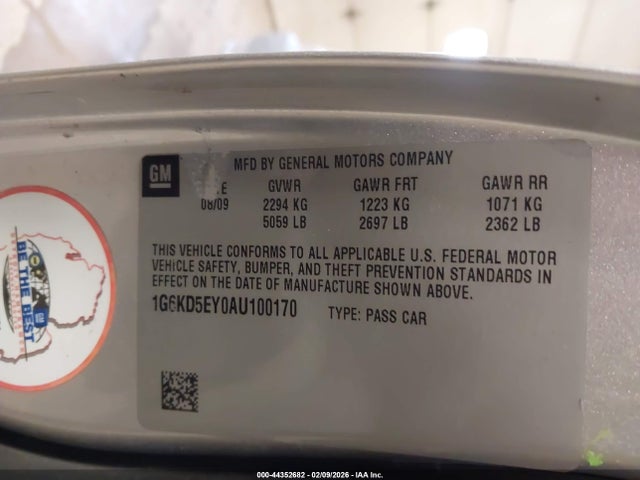 GM
MFD BY GENERAL MOTORS COMPANY
GVWR GAWR FRT GAWR RR
08/09 2294 KG 1223 KG 1071 KG
5059 LB 2697 LB 2362 LB
THIS VEHICLE CONFORMS TO ALL APPLICABLE U.S. FEDERAL MOTOR
VEHICLE SAFETY, BUMPER, AND THEFT PREVENTION STANDARDS IN
EFFECT ON THE DATE OF MANUFACTURE SHOWN ABOVE.
1G6KD5EY0AU100170 TYPE: PASS CAR
BE THE BEST
GM
000-44352682 - 02/09/2026 - IAA Inc.